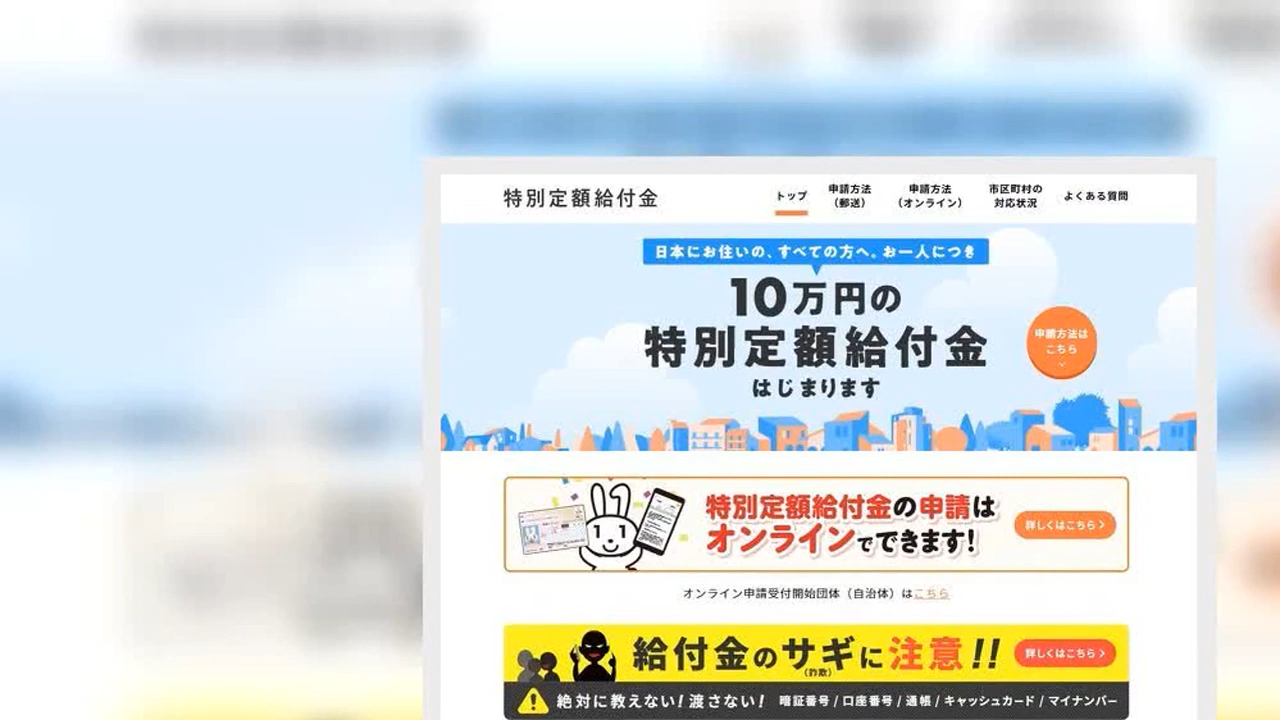 特別定額給付金
トップ
申請方法
（郵送）
申請方法
（オンライン）
市区町村の
対応状況
よくある質問
日本にお住いの、すべての方へ。お一人につき
10万円の
特別定額給付金
はじまります
申請方法は
こちら
特別定額給付金の申請は
オンラインでできます!
詳しくはこちら
オンライン申請受付開始団体（自治体）はこちら
給付金のサギに注意!!
(詐欺)
詳しくはこちら
絶対に教えない!渡さない! 暗証番号 / 口座番号 / 通帳 / キャッシュカード / マイナンバー